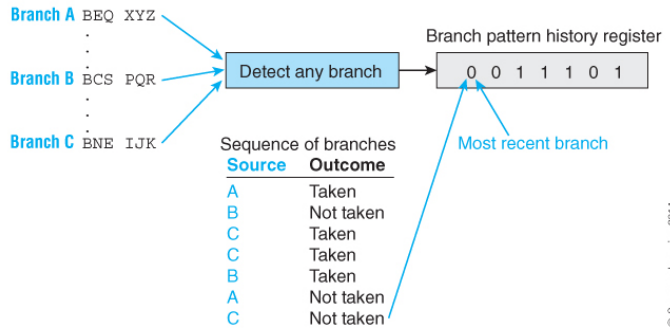 Branch A BEQ XYZ
Branch B BCS PQR
Branch C BNE IJK
Detect any branch
Branch pattern history register
0 0 1 1 1 0 1
Most recent branch
Sequence of branches
Source Outcome
A Taken
B Not taken
C Taken
C Taken
B Taken
A Not taken
C Not taken